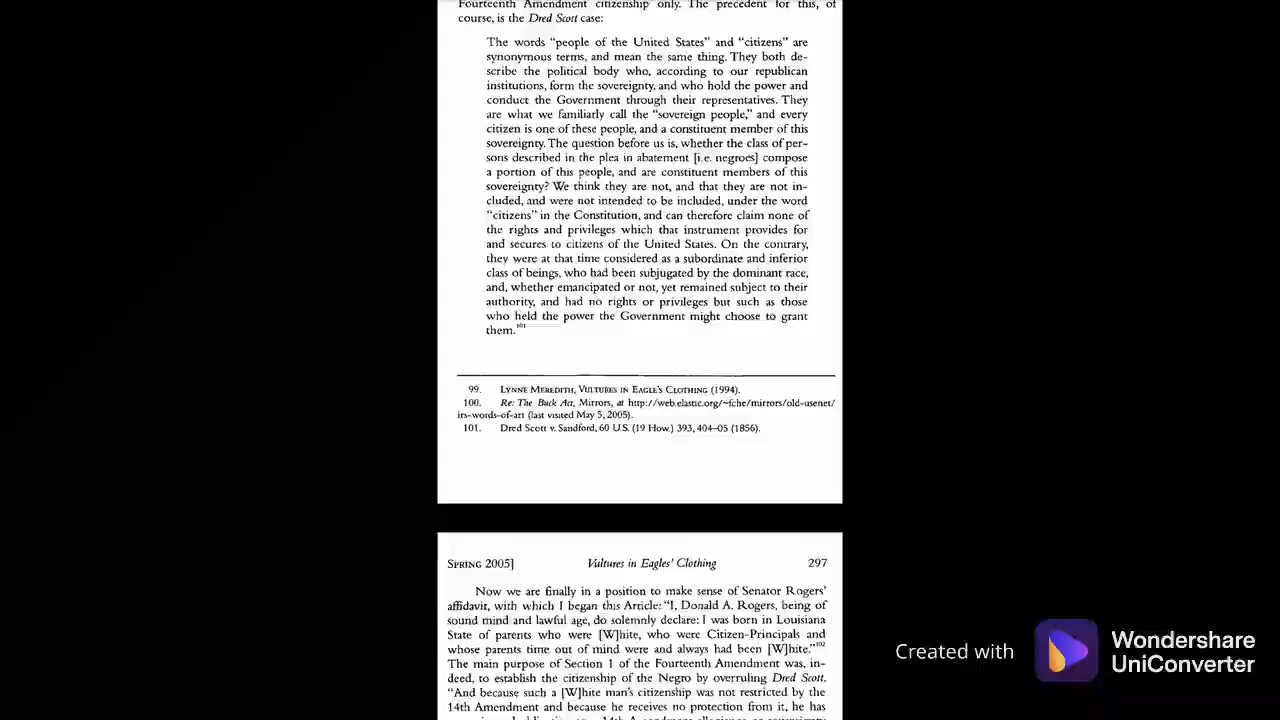 Fourteenth Amendment citizenship only. The precedent for this, of
course, is the Dred Scott case:
The words “people of the United States” and “citizens” are
synonymous terms, and mean the same thing. They both de-
scribe the political body who, according to our republican
institutions, form the sovereignty, and who hold the power and
conduct the Government through their representatives. They
are what we familiarly call the “sovereign people,” and every
citizen is one of these people, and a constituent member of this
sovereignty. The question before us is, whether the class of per-
sons described in the plea in abatement [i.e. negroes] compose
a portion of this people, and are constituent members of this
sovereignty? We think they are not, and that they are not in-
cluded, and were not intended to be included, under the word
“citizens” in the Constitution, and can therefore claim none of
the rights and privileges which that instrument provides for
and secures to citizens of the United States. On the contrary,
they were at that time considered as a subordinate and inferior
class of beings, who had been subjugated by the dominant race,
and, whether emancipated or not, yet remained subject to their
authority, and had no rights or privileges but such as those
who held the power the Government might choose to grant
them.101
99. LYNNE MEREDITH, VULTURES IN EAGLE'S CLOTHING (1994).
100. Re: The Buck Act, Mirrors, at http://web.elastic.org/~fche/mirrors/old-usenet/
irs-words-of-art (last visited May 5, 2005).
101. Dred Scott v. Sandford, 60 U.S. (19 How.) 393, 404–05 (1856).
SPRING 2005] Vultures in Eagles' Clothing 297
Now we are finally in a position to make sense of Senator Rogers'
affidavit, with which I began this Article: “I, Donald A. Rogers, being of
sound mind and lawful age, do solemnly declare: I was born in Louisiana
State of parents who were [W]hite, who were Citizen-Principals and
whose parents time out of mind were and always had been [W]hite.”102
The main purpose of Section 1 of the Fourteenth Amendment was, in-
deed, to establish the citizenship of the Negro by overruling Dred Scott.
“And because such a [W]hite man's citizenship was not restricted by the
14th Amendment and because he receives no protection from it, he has
Created with
Wondershare
UniConverter